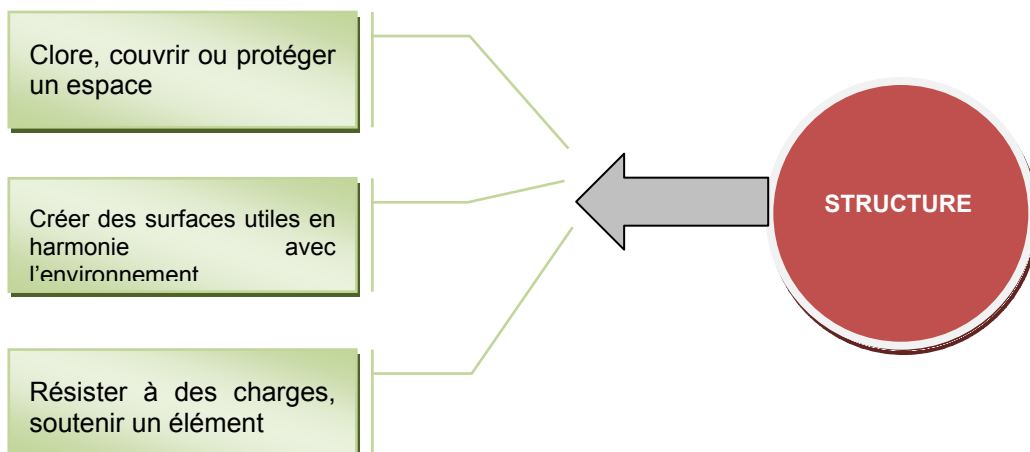 Clore, couvrir ou protéger
un espace
Créer des surfaces utiles en
harmonie avec
l’environnement
STRUCTURE
Résister à des charges,
soutenir un élément